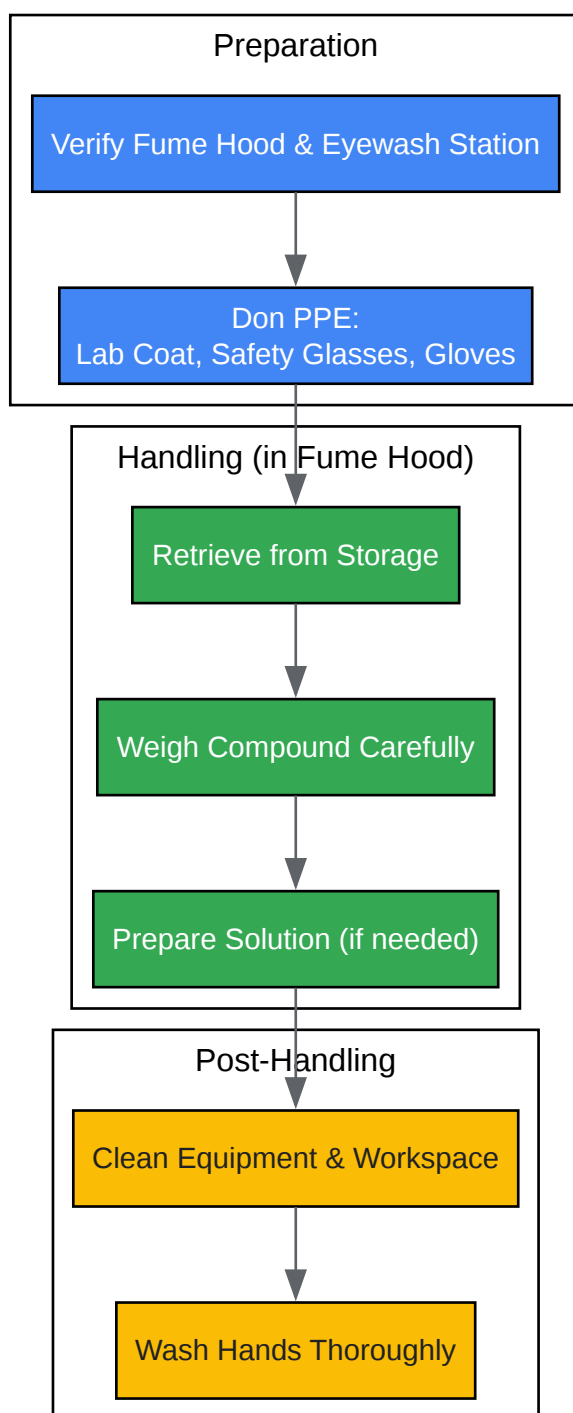 Preparation
Verify Fume Hood & Eyewash Station
Don PPE:
Lab Coat, Safety Glasses, Gloves
Handling (in Fume Hood)
Retrieve from Storage
Weigh Compound Carefully
Prepare Solution (if needed)
Post-Handling
Clean Equipment & Workspace
Wash Hands Thoroughly